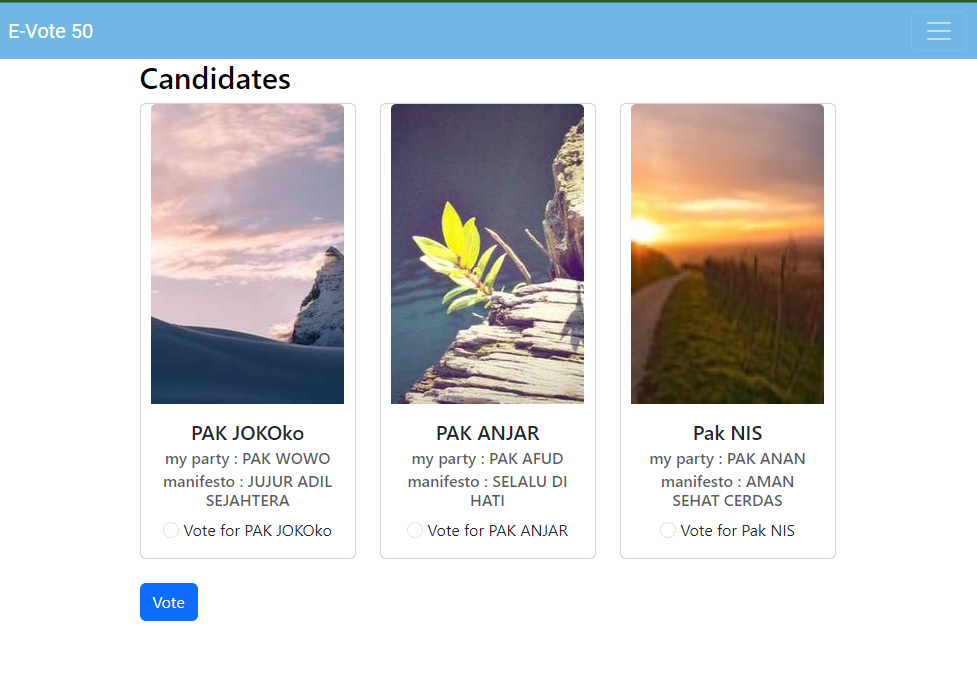 E-Vote 50
Candidates
PAK JOKOko
my party : PAK WOWO
manifesto : JUJUR ADIL
SEJAHTERA
Vote for PAK JOKOko
PAK ANJAR
my party : PAK AFUD
manifesto : SELALU DI
HATI
Vote for PAK ANJAR
Pak NIS
my party : PAK ANAN
manifesto : AMAN
SEHAT CERDAS
Vote for Pak NIS
Vote